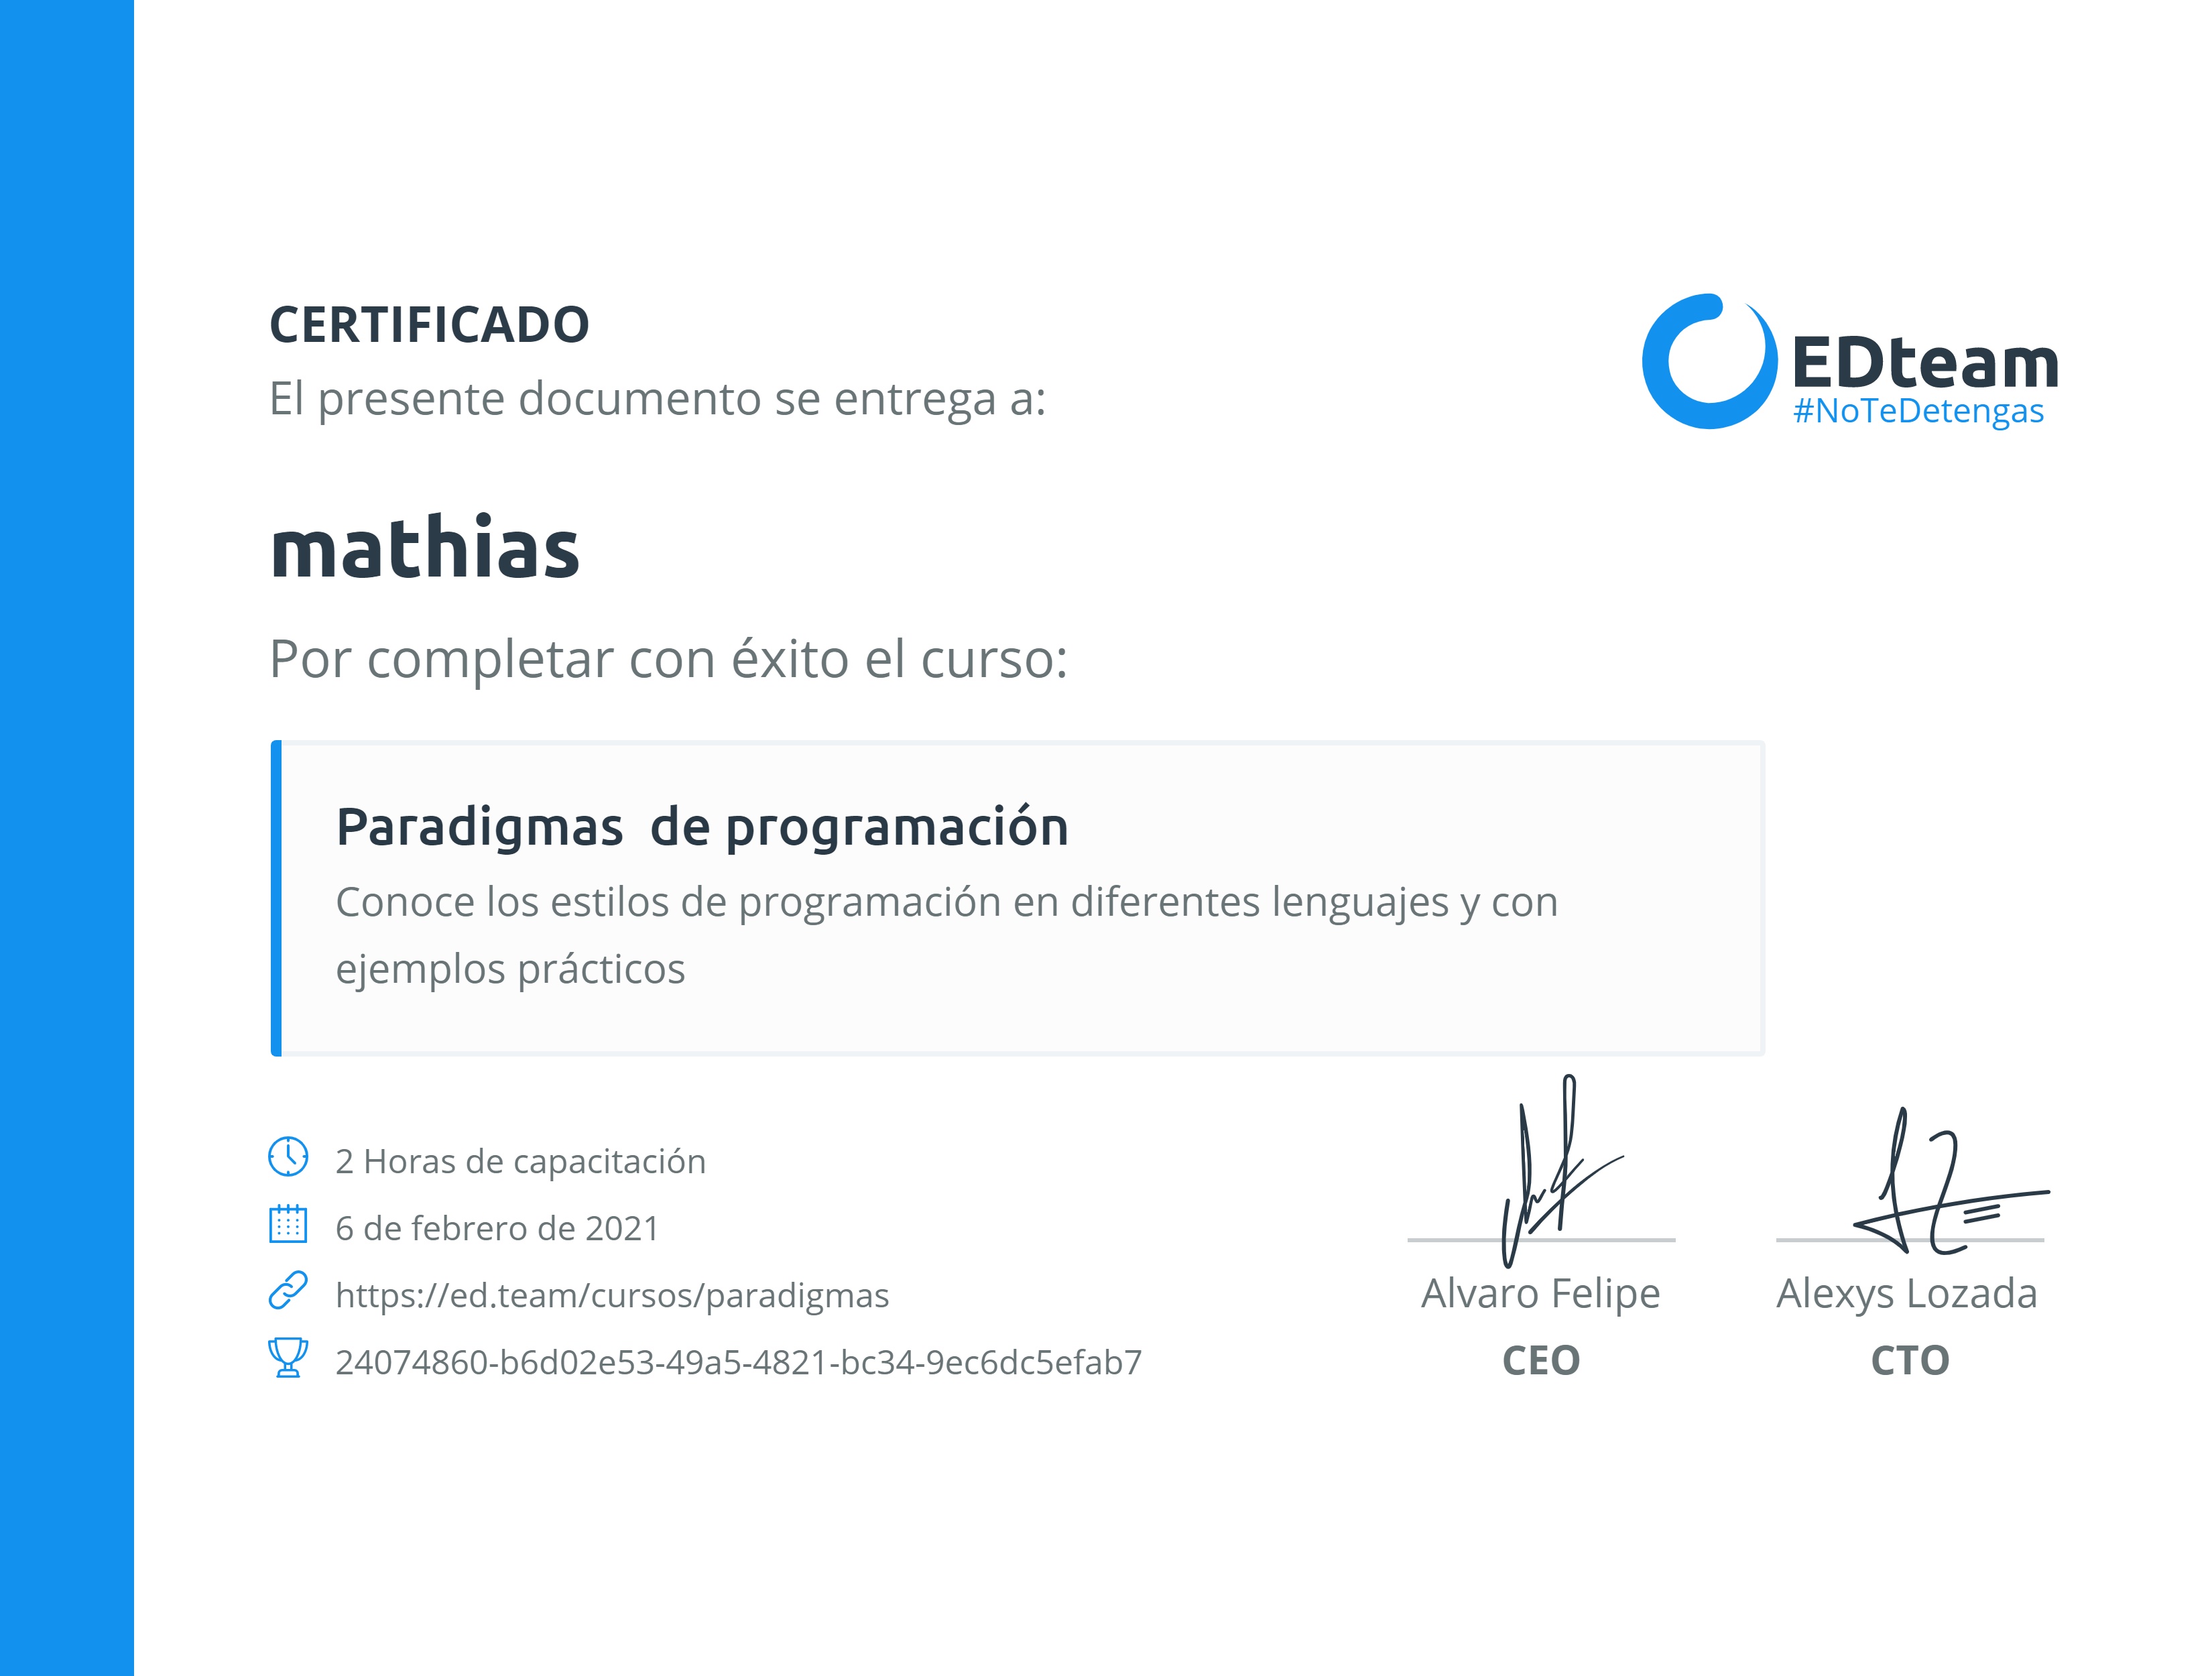 CERTIFICADO
El presente documento se entrega a:
EDteam
#NoTeDetengas
mathias
Por completar con éxito el curso:
Paradigmas de programación
Conoce los estilos de programación en diferentes lenguajes y con
ejemplos prácticos
2 Horas de capacitación
6 de febrero de 2021
https://ed.team/cursos/paradigmas
24074860-b6d02e53-49a5-4821-bc34-9ec6dc5efab7
Alvaro Felipe
CEO
Alexys Lozada
CTO